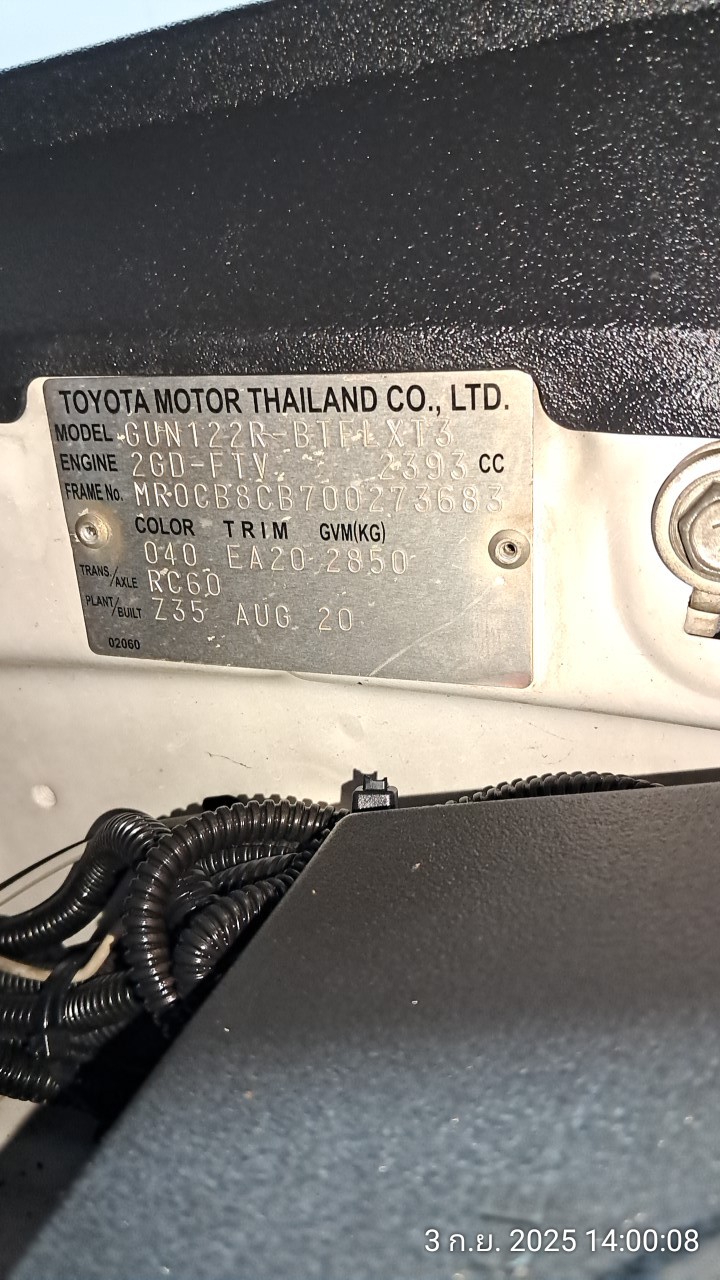 TOYOTA MOTOR THAILAND CO., LTD.
MODEL GUN122R-BTFLXT3
ENGINE 2GD-FTV 2393 CC
FRAME No. MR0CB8CB700273683
COLOR TRIM GVM(KG)
040 EA20 2850
TRANS./AXLE RC60
PLANT/BUILT Z35 AUG 20
02060
3 ก.ย. 2025 14:00:08